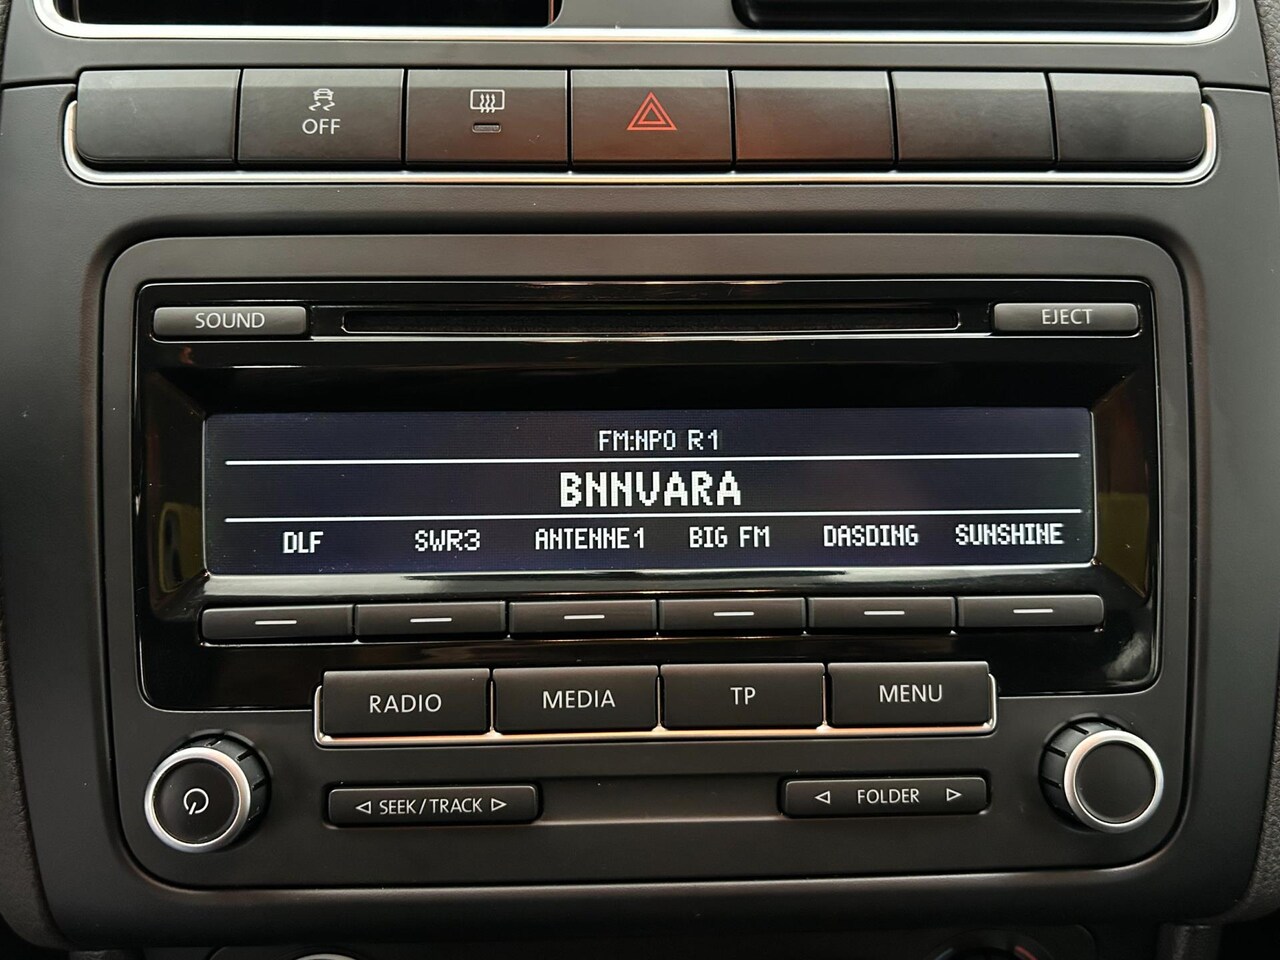 OFF
SOUND
EJECT
FM:NPO R1
BNNVARA
DLF SWR3 ANTENNE1 BIG FM DASDING SUNSHINE
RADIO MEDIA TP MENU
SEEK/TRACK
FOLDER